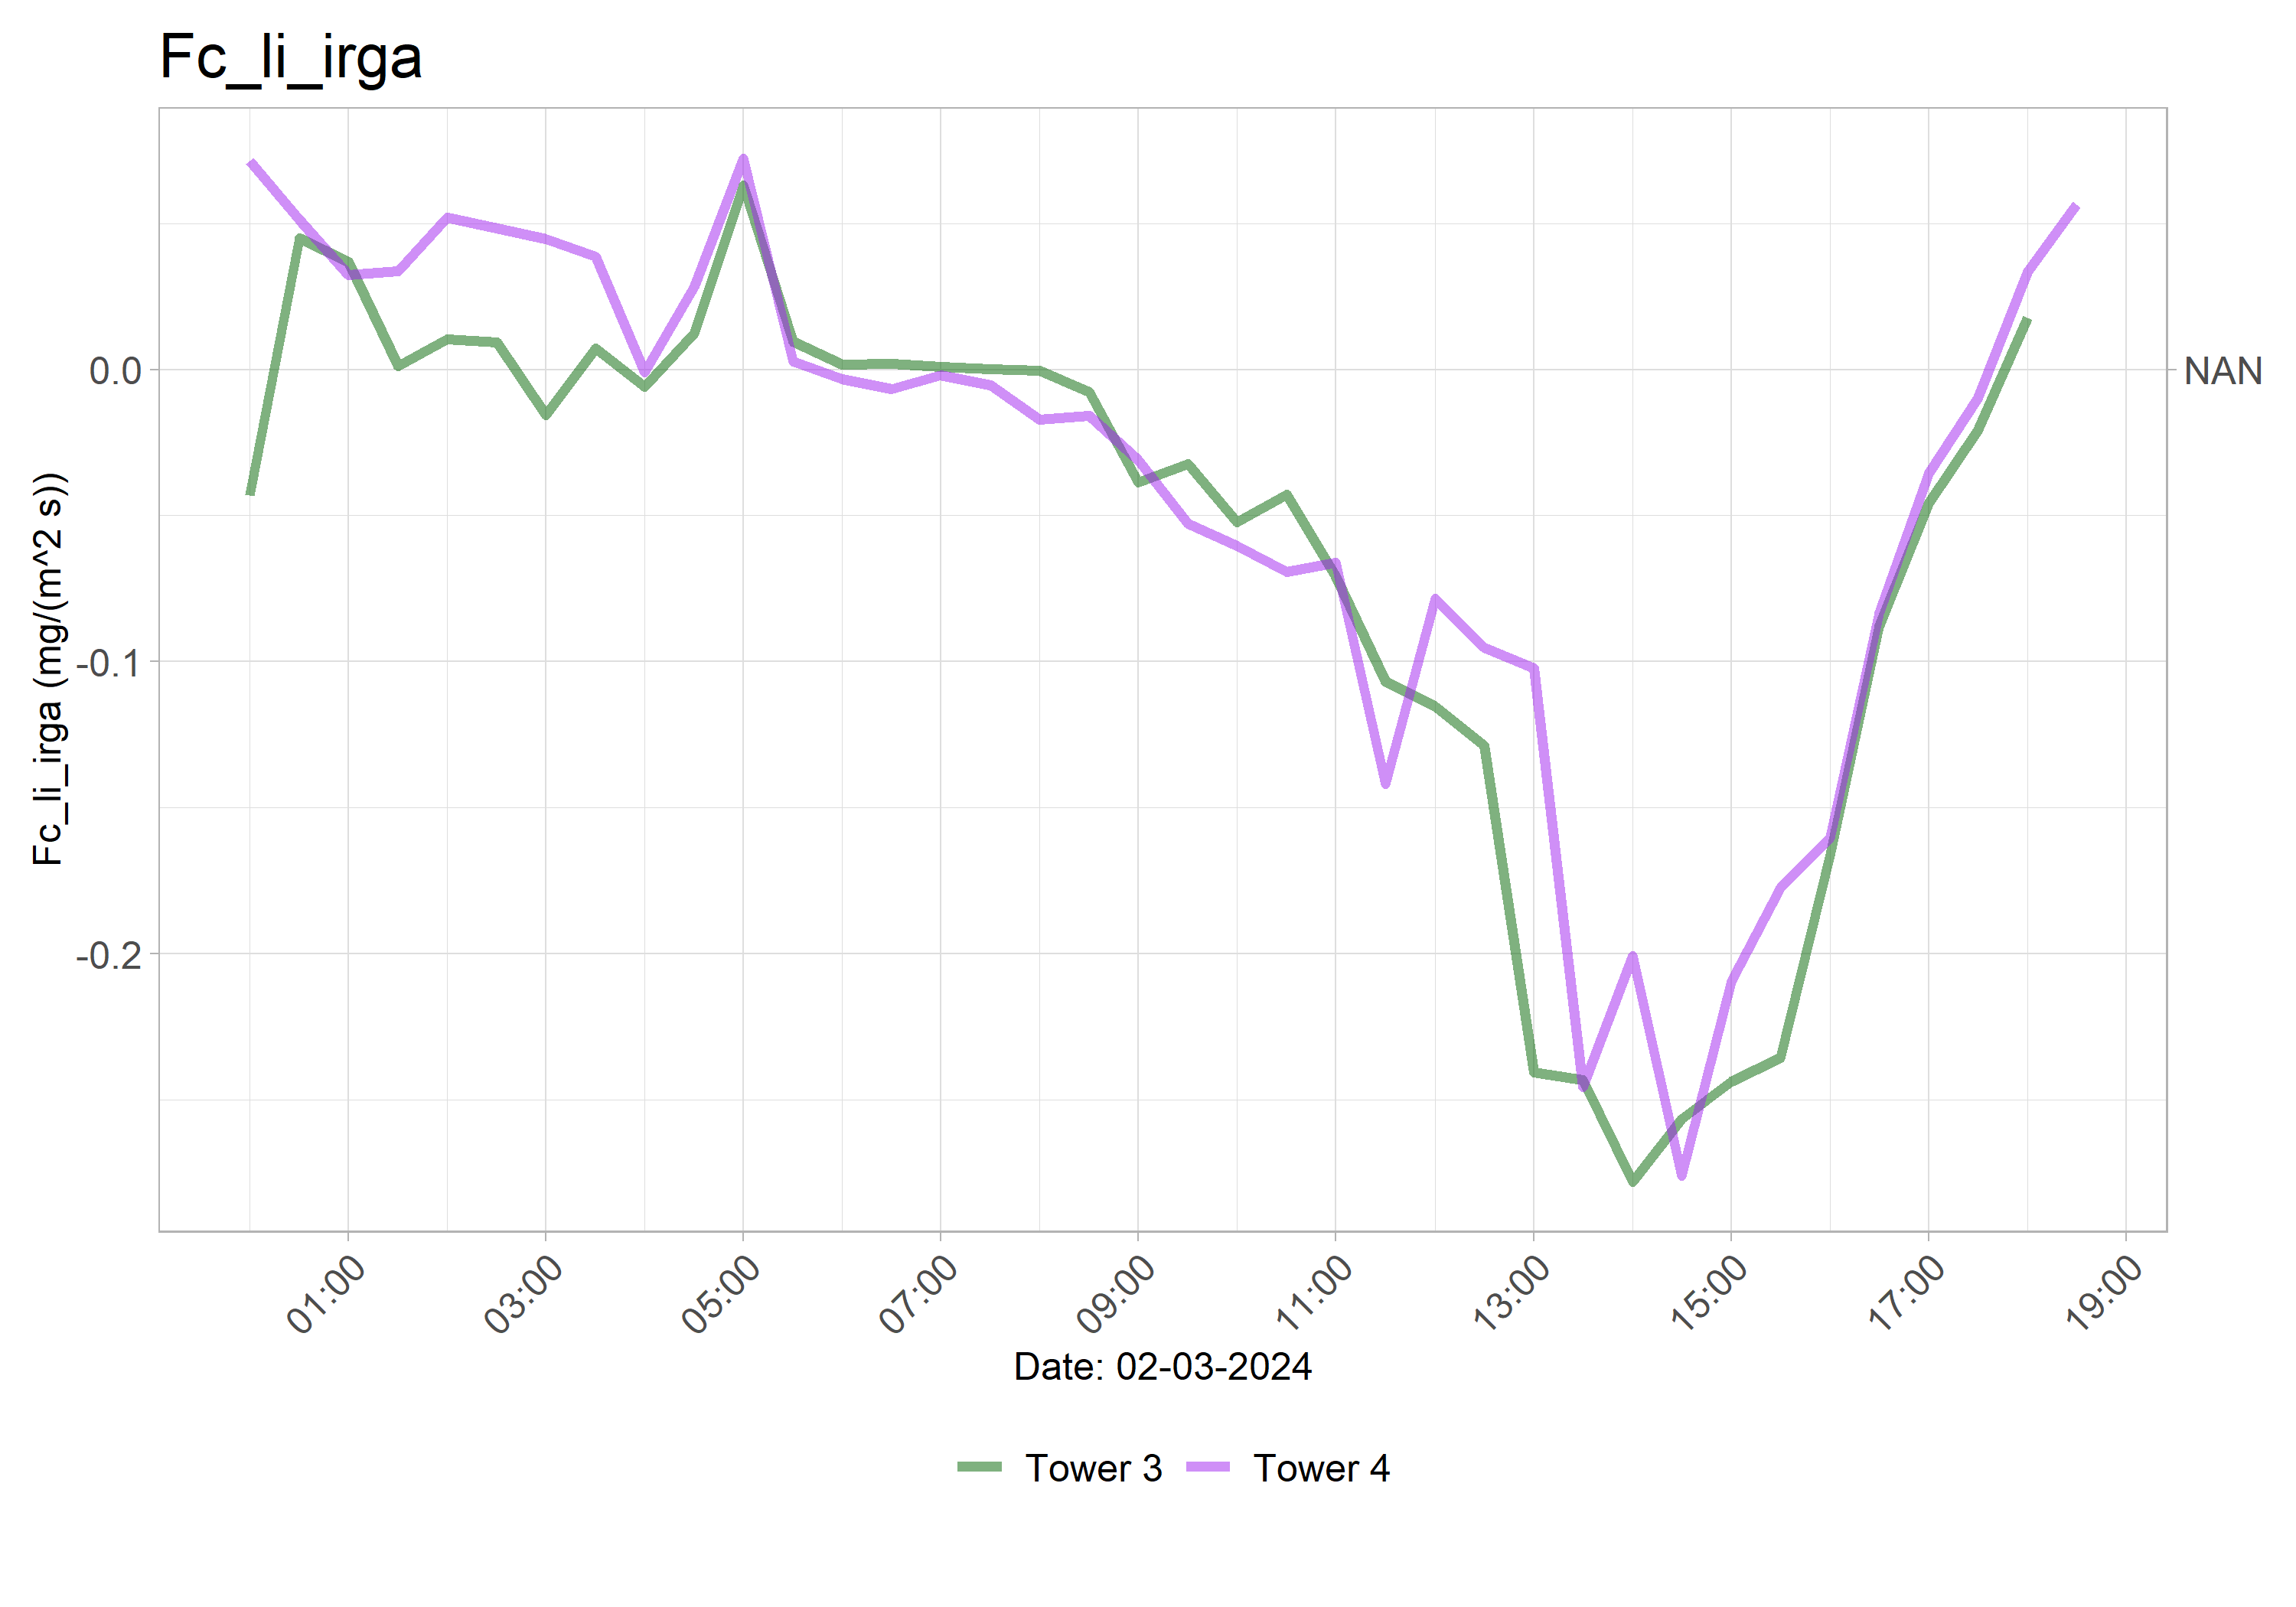 Fc_li_irga
Fc_li_irga (mg/(m^2 s))
0.0
-0.1
-0.2
NAN
01:00
03:00
05:00
07:00
09:00
11:00
13:00
15:00
17:00
19:00
Date: 02-03-2024
Tower 3
Tower 4